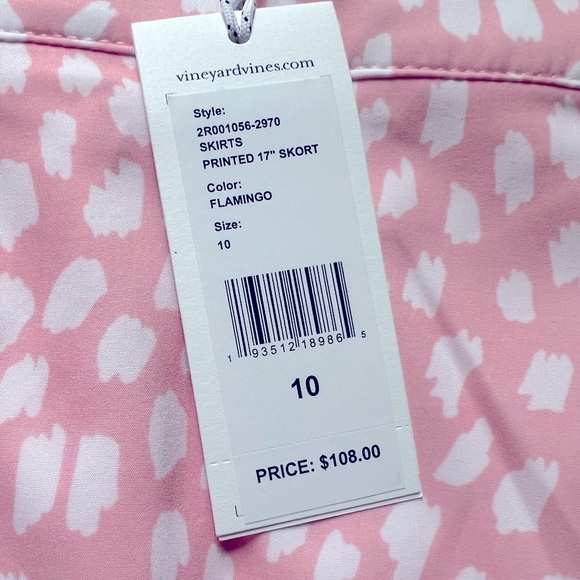 vineyardvines.com
Style:
2R001056-2970
SKIRTS
PRINTED 17" SKORT
Color:
FLAMINGO
Size:
10
1 93512 18986 5
10
PRICE: $108.00